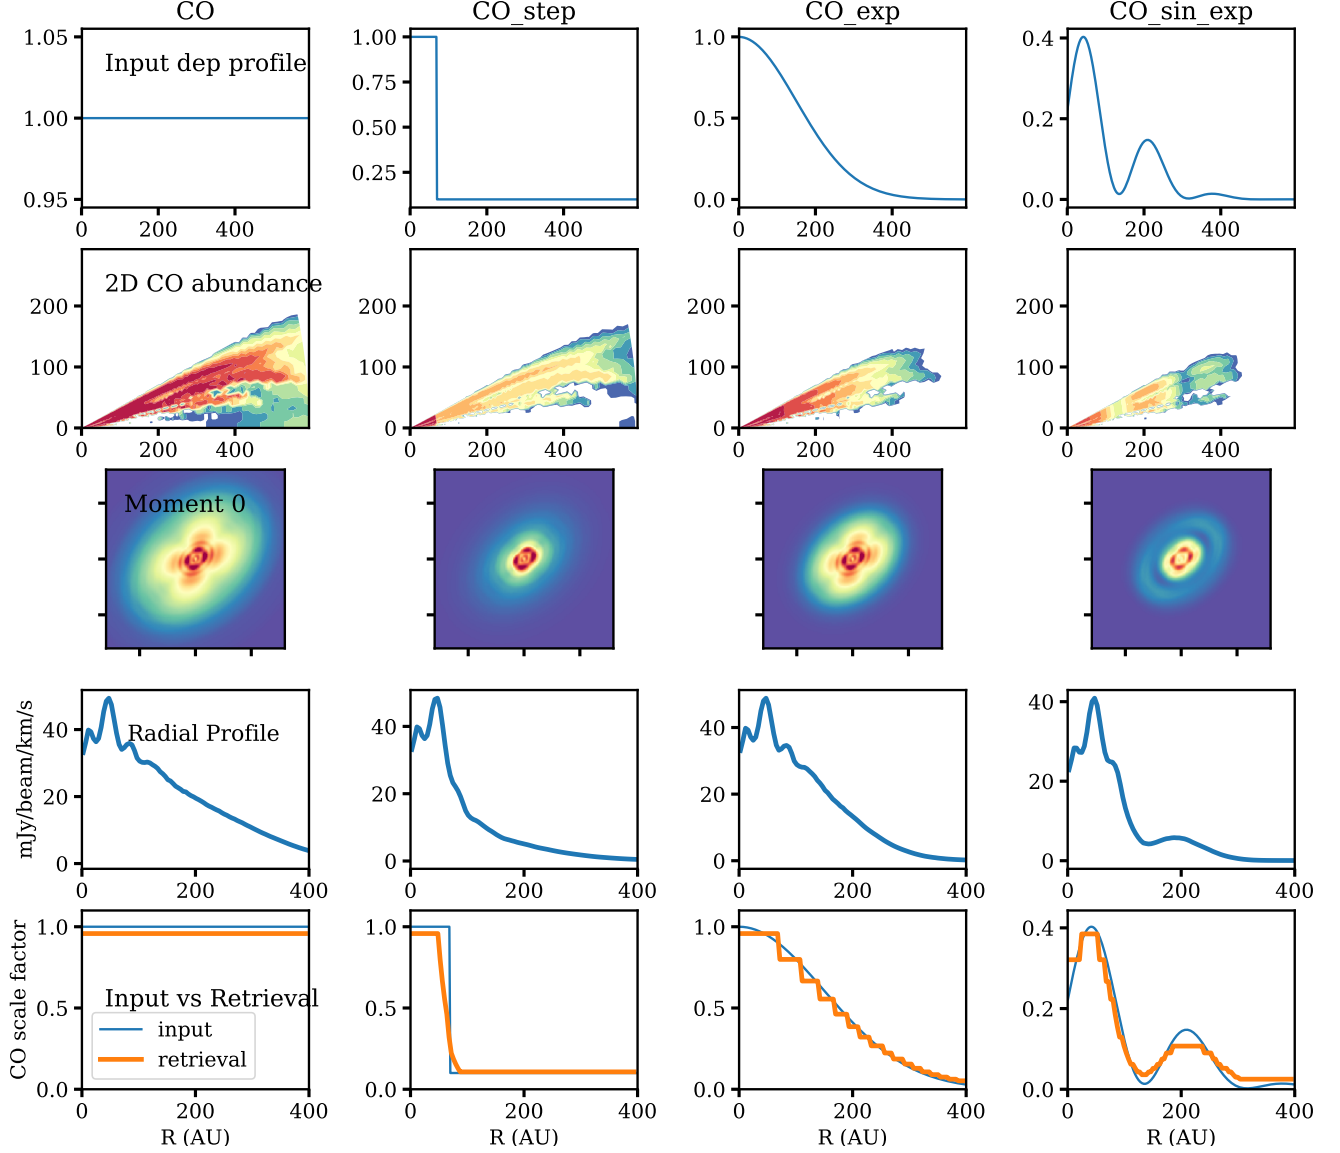 CO CO_step CO_exp CO_sin_exp
1.05 1.00 0.95 Input dep profile 0 200 400
1.00 0.75 0.50 0.25 0 200 400
1.0 0.5 0.0 0 200 400
0.4 0.2 0.0 0 200 400
200 100 0 2D CO abundance 0 200 400
200 100 0 0 200 400
200 100 0 0 200 400
200 100 0 0 200 400
Moment 0
mJy/beam/km/s 40 20 0 Radial Profile 0 200 400
40 20 0 0 200 400
40 20 0 0 200 400
40 20 0 0 200 400
CO scale factor 1.0 0.5 0.0 Input vs Retrieval
input
retrieval
0 200 400
R (AU)
1.0 0.5 0.0 0 200 400
R (AU)
1.0 0.5 0.0 0 200 400
R (AU)
0.4 0.2 0.0 0 200 400
R (AU)